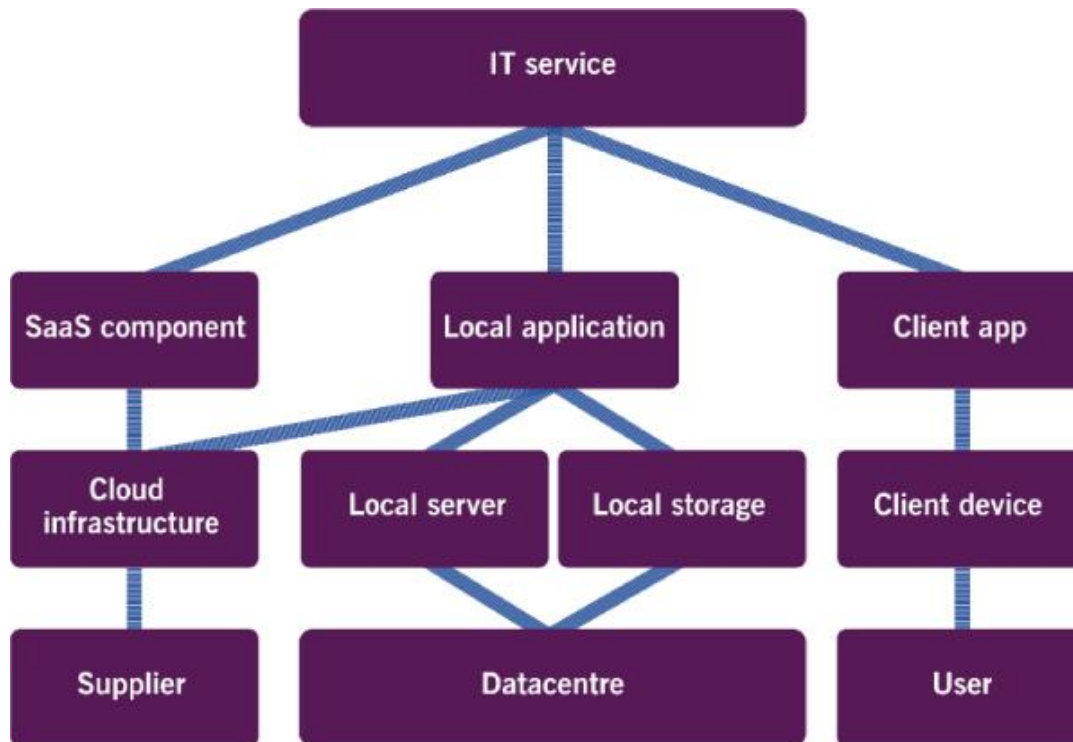 IT service
SaaS component
Local application
Client app
Cloud
infrastructure
Local server
Local storage
Client device
Supplier
Datacentre
User